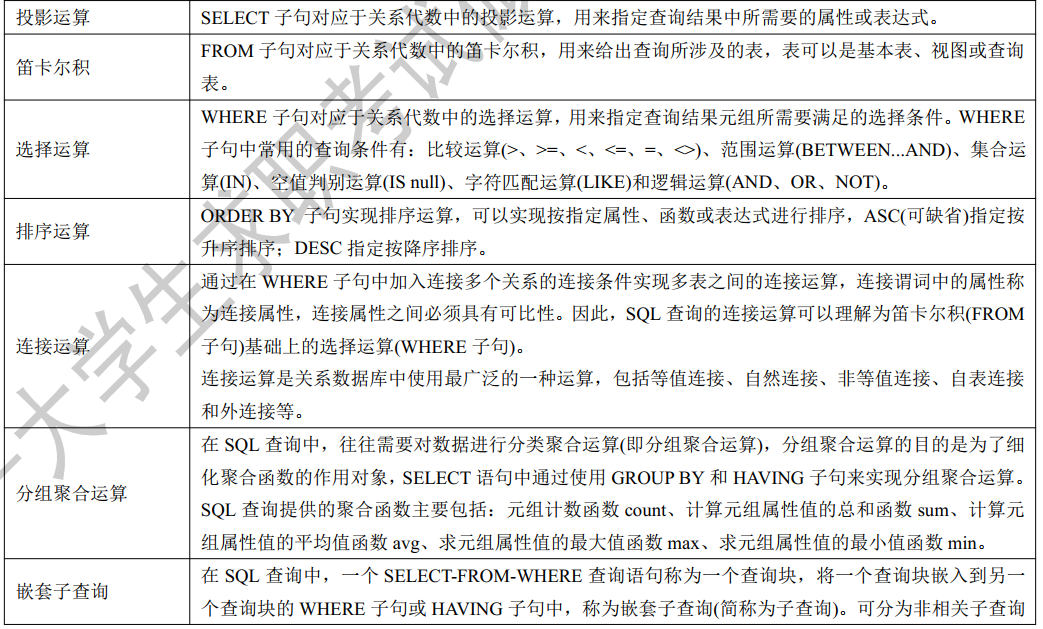 投影运算
SELECT 子句对应于关系代数中的投影运算，用来指定查询结果中所需要的属性或表达式。
笛卡尔积
FROM 子句对应于关系代数中的笛卡尔积，用来给出查询所涉及的表，表可以是基本表、视图或查询
表。
选择运算
WHERE 子句对应于关系代数中的选择运算，用来指定查询结果元组所需要满足的选择条件。WHERE
子句中常用的查询条件有：比较运算(>、>=、<、<=、=、<>)、范围运算(BETWEEN...AND)、集合运
算(IN)、空值判别运算(IS null)、字符匹配运算(LIKE)和逻辑运算(AND、OR、NOT)。
排序运算
ORDER BY 子句实现排序运算，可以实现按指定属性、函数或表达式进行排序，ASC(可缺省)指定按
升序排序；DESC 指定按降序排序。
连接运算
通过在 WHERE 子句中加入连接多个关系的连接条件实现多表之间的连接运算，连接谓词中的属性称
为连接属性，连接属性之间必须具有可比性。因此，SQL 查询的连接运算可以理解为笛卡尔积(FROM
子句)基础上的选择运算(WHERE 子句)。
连接运算是关系数据库中使用最广泛的一种运算，包括等值连接、自然连接、非等值连接、自表连接
和外连接等。
分组聚合运算
在 SQL 查询中，往往需要对数据进行分类聚合运算(即分组聚合运算)，分组聚合运算的目的是为了细
化聚合函数的作用对象，SELECT 语句中通过使用 GROUP BY 和 HAVING 子句来实现分组聚合运算。
SQL 查询提供的聚合函数主要包括：元组计数函数 count、计算元组属性值的总和函数 sum、计算元
组属性值的平均值函数 avg、求元组属性值的最大值函数 max、求元组属性值的最小值函数 min。
嵌套子查询
在 SQL 查询中，一个 SELECT-FROM-WHERE 查询语句称为一个查询块，将一个查询块嵌入到另一
个查询块的 WHERE 子句或 HAVING 子句中，称为嵌套子查询(简称为子查询)。可分为非相关子查询
大学生求职考试